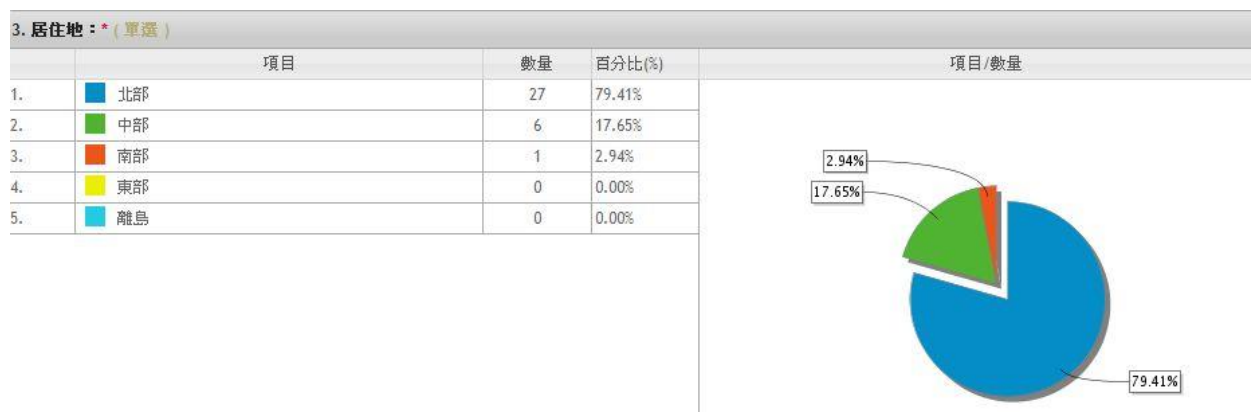 3. 居住地：* ( 單選 )
項目 數量 百分比(%) 項目/數量
1. 北部 27 79.41%
2. 中部 6 17.65%
3. 南部 1 2.94%
4. 東部 0 0.00%
5. 離島 0 0.00%
2.94%
17.65%
79.41%